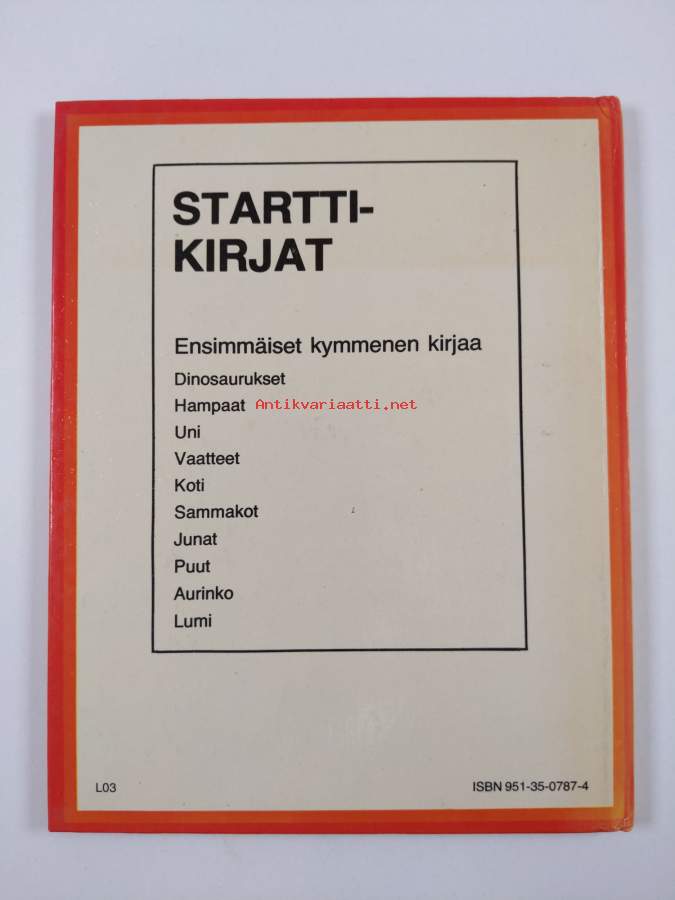 STARTTI-
KIRJAT
Ensimmäiset kymmenen kirjaa
Dinosaurukset
Hampaat
Antikvariaatti.net
Uni
Vaatteet
Koti
Sammakot
Junat
Puut
Aurinko
Lumi
L03
ISBN 951-35-0787-4